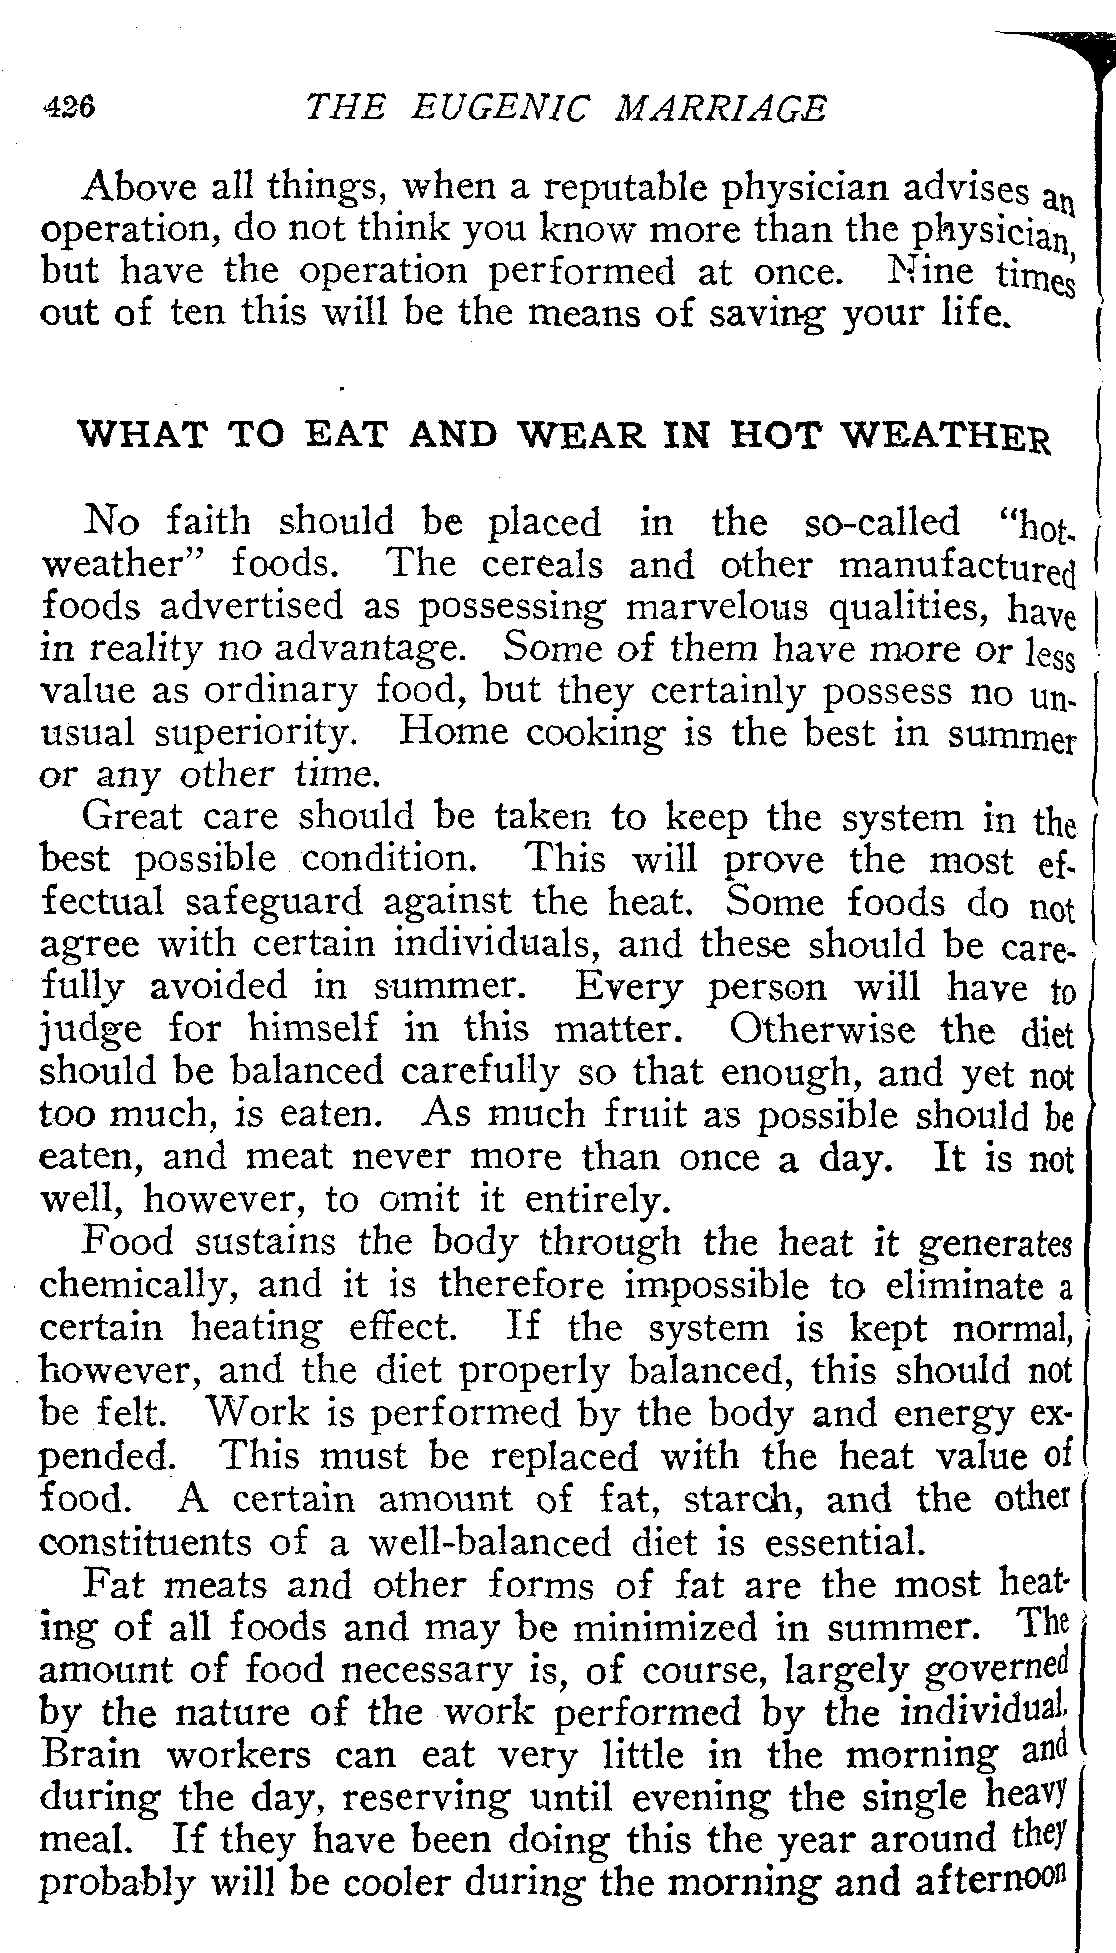 426 THE EUGENIC MARRIAGE
Above all things, when a reputable physician advises an
operation, do not think you know more than the physician,
but have the operation performed at once. Nine times
out of ten this will be the means of saving your life.
WHAT TO EAT AND WEAR IN HOT WEATHER
No faith should be placed in the so-called “hot-
weather” foods. The cereals and other manufactured
foods advertised as possessing marvelous qualities, have
in reality no advantage. Some of them have more or less
value as ordinary food, but they certainly possess no un-
usual superiority. Home cooking is the best in summer
or any other time.
Great care should be taken to keep the system in the
best possible condition. This will prove the most ef-
fectual safeguard against the heat. Some foods do not
agree with certain individuals, and these should be care-
fully avoided in summer. Every person will have to
judge for himself in this matter. Otherwise the diet
should be balanced carefully so that enough, and yet not
too much, is eaten. As much fruit as possible should be
eaten, and meat never more than once a day. It is not
well, however, to omit it entirely.
Food sustains the body through the heat it generates
chemically, and it is therefore impossible to eliminate a
certain heating effect. If the system is kept normal,
however, and the diet properly balanced, this should not
be felt. Work is performed by the body and energy ex-
pended. This must be replaced with the heat value of
food. A certain amount of fat, starch, and the other
constituents of a well-balanced diet is essential.
Fat meats and other forms of fat are the most heat-
ing of all foods and may be minimized in summer. The
amount of food necessary is, of course, largely governed
by the nature of the work performed by the individual.
Brain workers can eat very little in the morning and
during the day, reserving until evening the single heavy
meal. If they have been doing this the year around they
probably will be cooler during the morning and afternoon